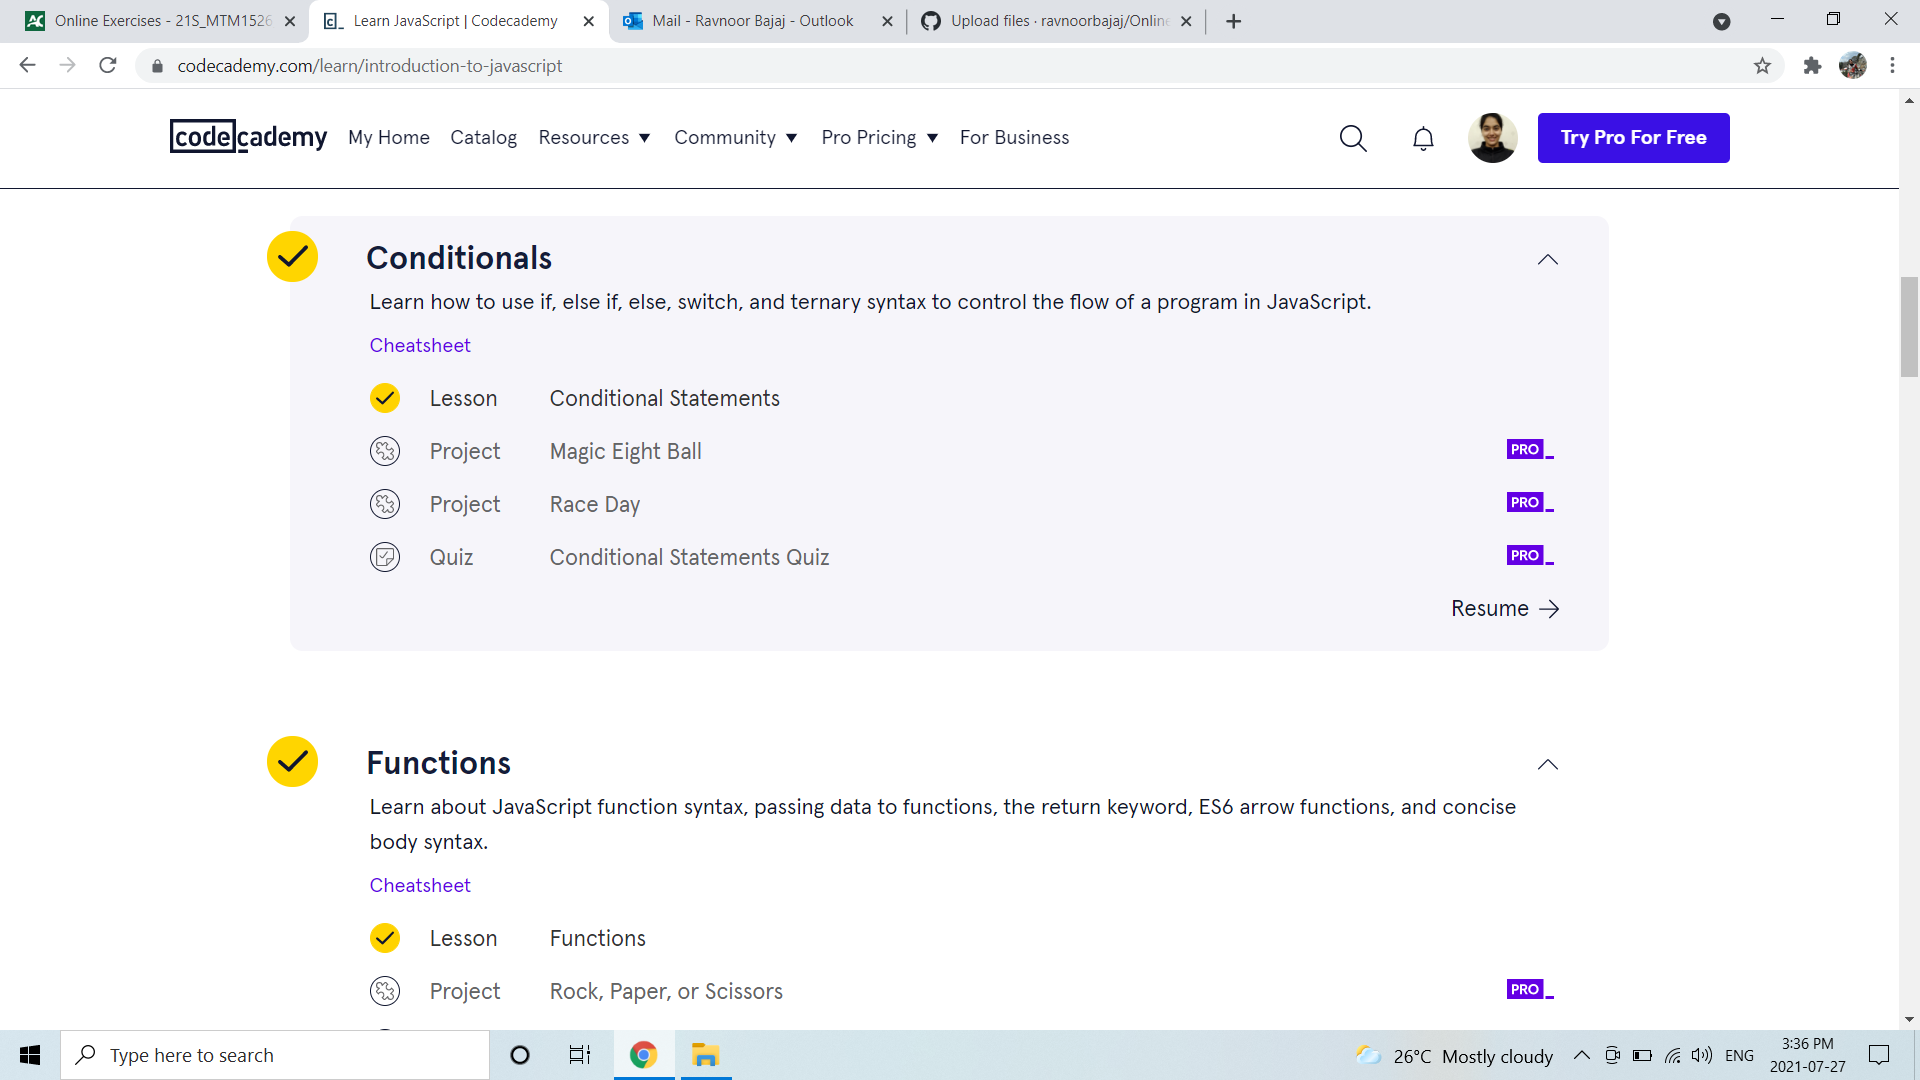 Online Exercises - 21S_MTM1526
Learn JavaScript | Codecademy
Mail - Ravnoor Bajaj - Outlook
Upload files · ravnoorbajaj/Online
codecademy.com/learn/introduction-to-javascript
codecademy My Home Catalog Resources Community Pro Pricing For Business Try Pro For Free
Conditionals
Learn how to use if, else if, else, switch, and ternary syntax to control the flow of a program in JavaScript.
Cheatsheet
Lesson Conditional Statements
Project Magic Eight Ball PRO
Project Race Day PRO
Quiz Conditional Statements Quiz PRO
Resume
Functions
Learn about JavaScript function syntax, passing data to functions, the return keyword, ES6 arrow functions, and concise
body syntax.
Cheatsheet
Lesson Functions
Project Rock, Paper, or Scissors PRO
Type here to search
26°C Mostly cloudy
ENG
3:36 PM
2021-07-27